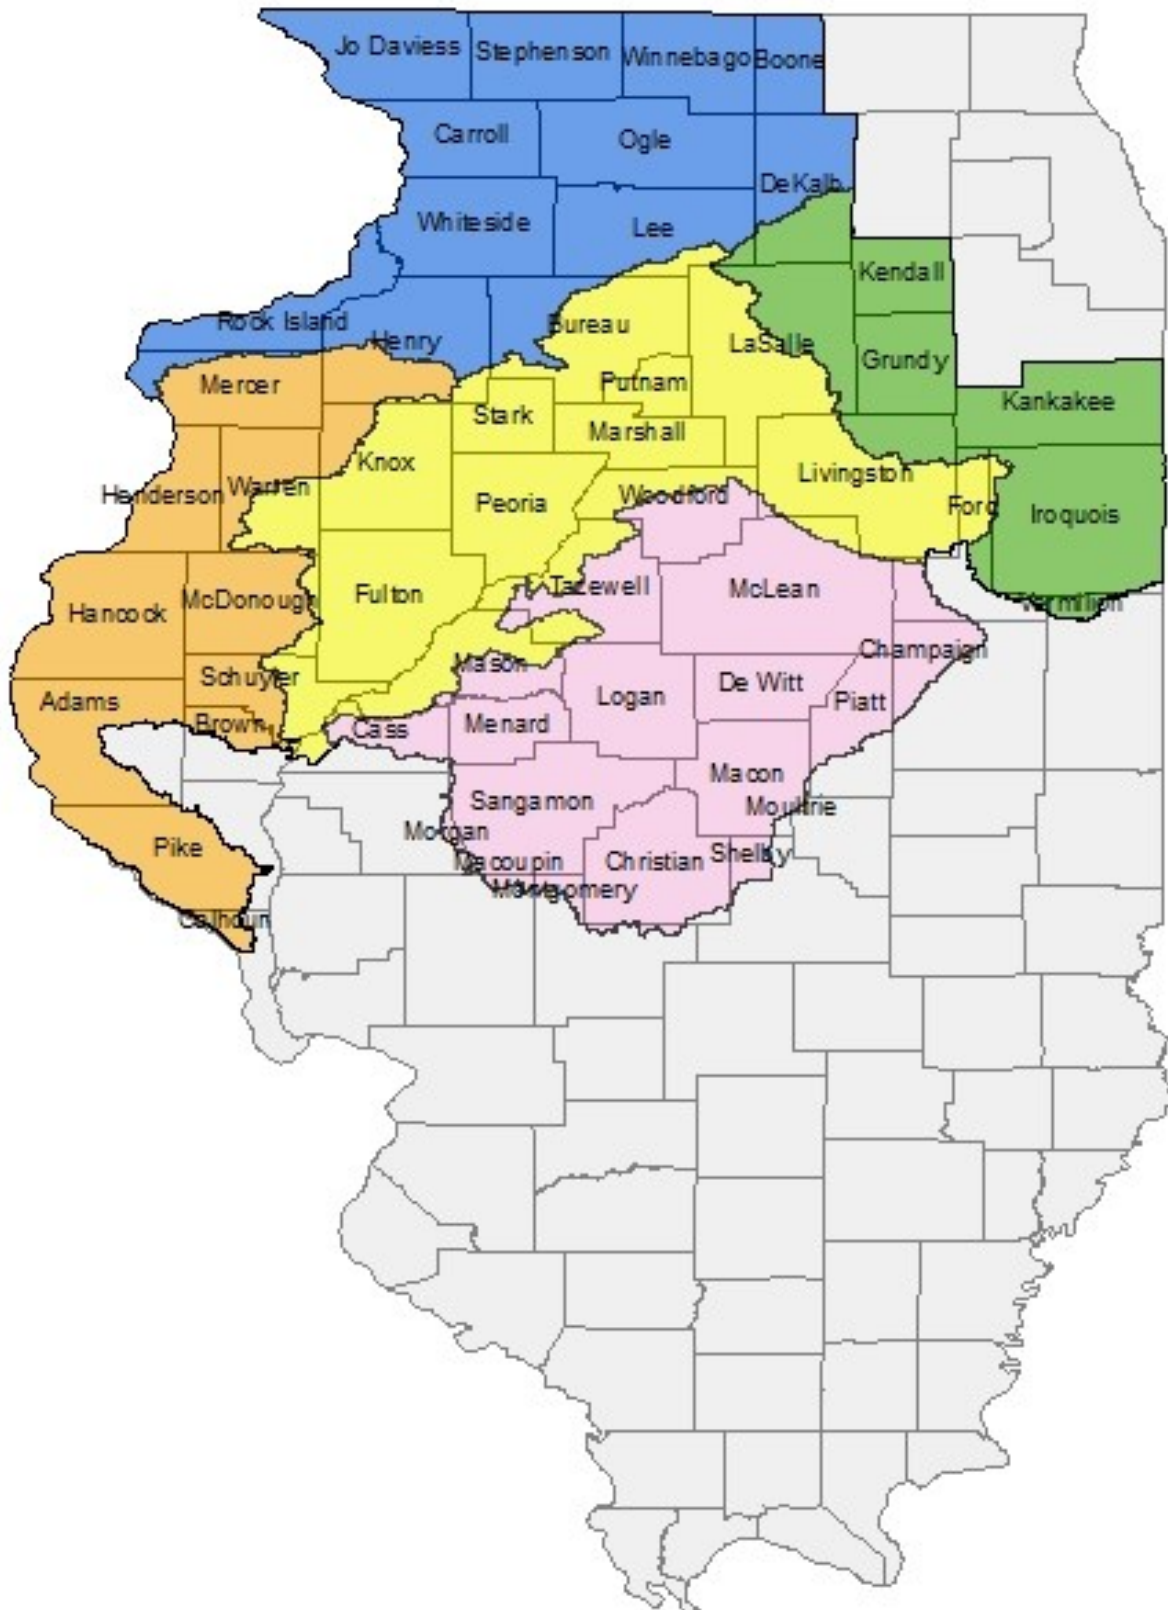 Jo Daviess
Stephenson
Winnebago
Boone
Carroll
Ogle
DeKalb
Whiteside
Lee
Kendall
Rock Island
Henry
Bureau
LaSalle
Grundy
Mercer
Putnam
Kankakee
Stark
Marshall
Knox
Livingston
Henderson
Warren
Peoria
Woodford
Ford
Iroquois
Hancock
McDonough
Fulton
Tazewell
McLean
Vermilion
Schuyler
Mason
Champaign
Adams
Logan
De Witt
Piatt
Brown
Cass
Menard
Macon
Sangamon
Moultrie
Morgan
Pike
Macoupin
Christian
Shelby
Montgomery
Calhoun